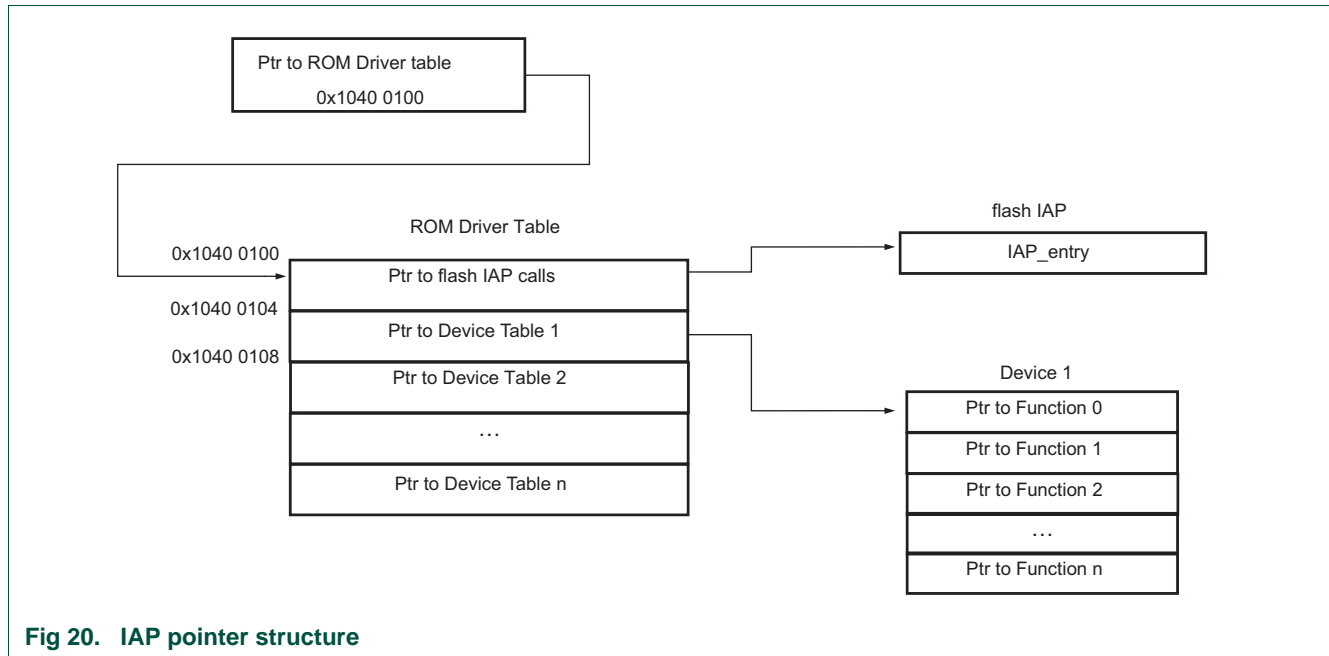 Ptr to ROM Driver table
0x1040 0100
ROM Driver Table
0x1040 0100
Ptr to flash IAP calls
0x1040 0104
Ptr to Device Table 1
0x1040 0108
Ptr to Device Table 2
...
Ptr to Device Table n
flash IAP
IAP_entry
Device 1
Ptr to Function 0
Ptr to Function 1
Ptr to Function 2
...
Ptr to Function n
Fig 20. IAP pointer structure